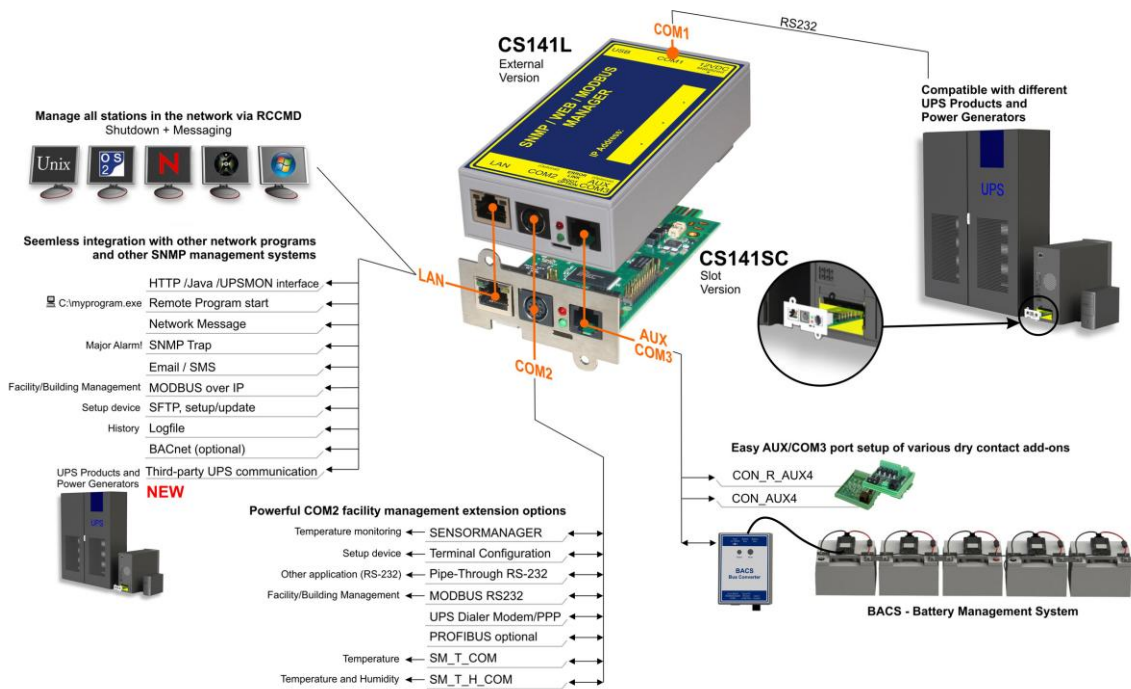 RS232
COM1
CS141L
External
Version
USB
COM1
12VDC
SNMP / WEB / MODBUS
MANAGER
IP Address:
LAN
COM2
ERROR
LINK
AUX
COM3
Compatible with different
UPS Products and
Power Generators
UPS
Manage all stations in the network via RCCMD
Shutdown + Messaging
Unix
OS
2
N
Seemless integration with other network programs
and other SNMP management systems
HTTP /Java /UPSMON interface
C:\myprogram.exe Remote Program start
Network Message
Major Alarm! SNMP Trap
Email / SMS
Facility/Building Management MODBUS over IP
Setup device SFTP, setup/update
History Logfile
BACnet (optional)
UPS Products and
Power Generators
Third-party UPS communication
NEW
UPS
LAN
CS141SC
Slot
Version
AUX
COM3
COM2
Powerful COM2 facility management extension options
Temperature monitoring SENSORMANAGER
Setup device Terminal Configuration
Other application (RS-232) Pipe-Through RS-232
Facility/Building Management MODBUS RS232
UPS Dialer Modem/PPP
PROFIBUS optional
Temperature SM_T_COM
Temperature and Humidity SM_T_H_COM
Easy AUX/COM3 port setup of various dry contact add-ons
CON_R_AUX4
CON_AUX4
BACS
Bus Converter
BACS - Battery Management System